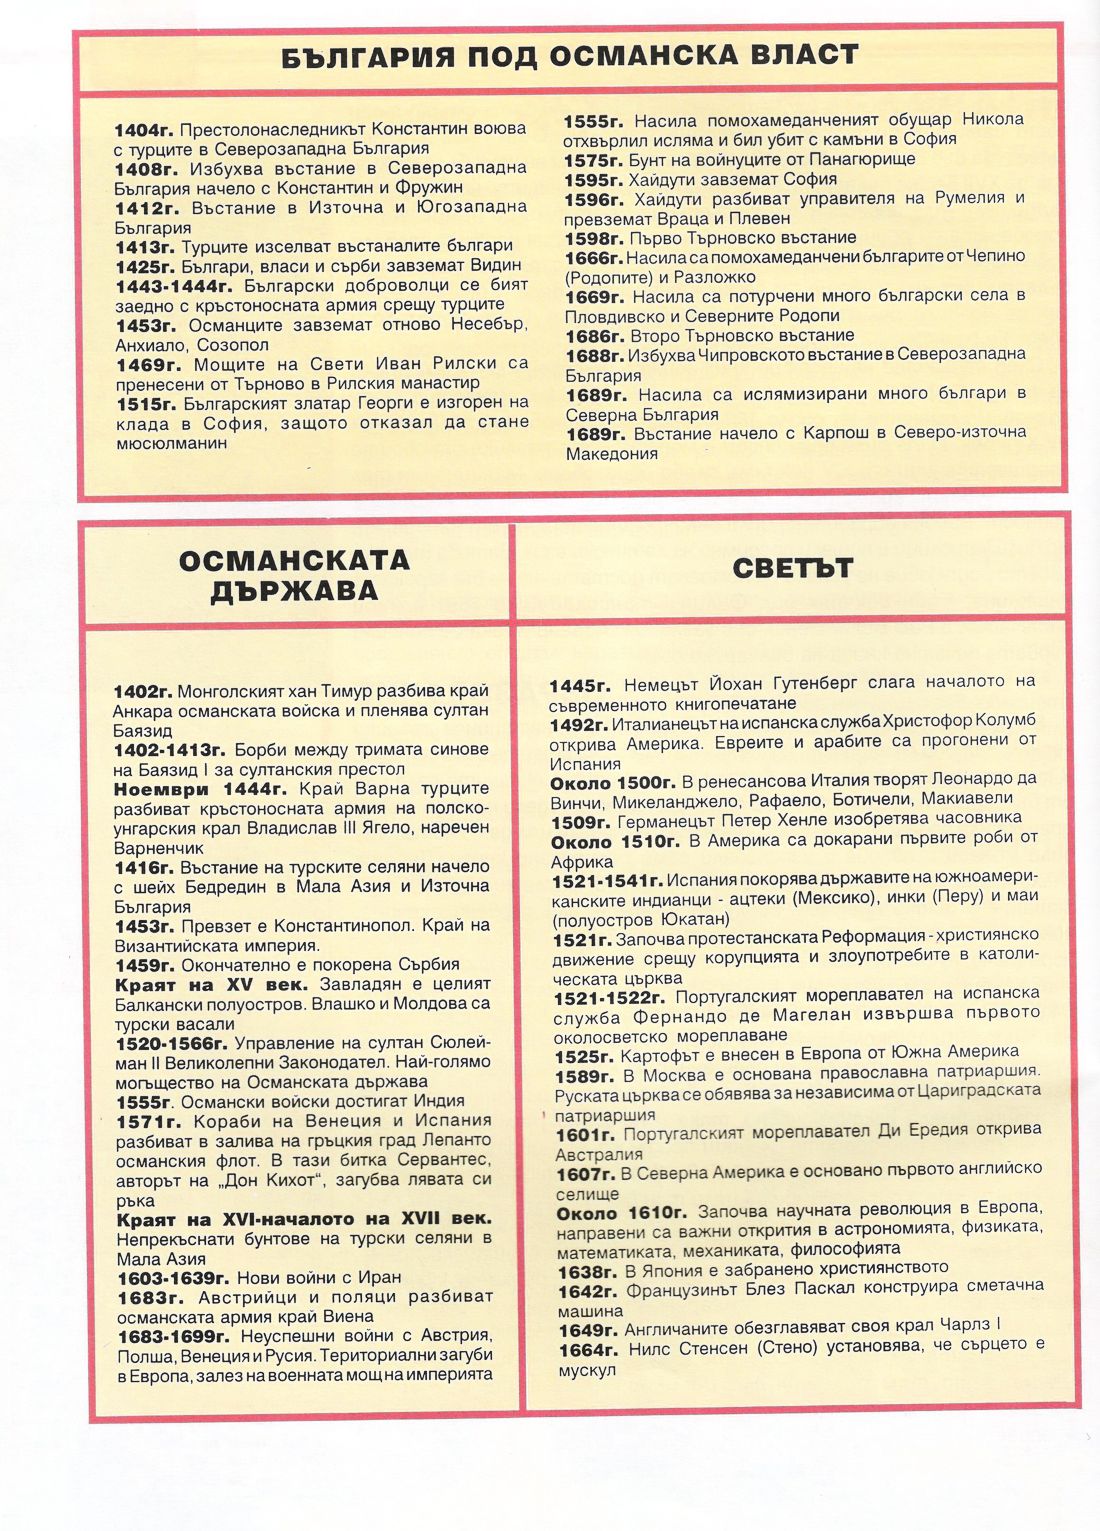 БЪЛГАРИЯ ПОД ОСМАНСКА ВЛАСТ
1404г. Престолонаследникът Константин воюва
с турците в Северозападна България
1408г. Избухва въстание в Северозападна
България начело с Константин и Фружин
1412г. Въстание в Източна и Югозападна
България
1413г. Турците изселват въстаналите българи
1425г. Българи, власи и сърби завземат Видин
1443-1444г. Български доброволци се бият
заедно с кръстоносната армия срещу турците
1453г. Османците завземат отново Несебър,
Анхиало, Созопол
1469г. Мощите на Свети Иван Рилски са
пренесени от Търново в Рилския манастир
1515г. Българският златар Георги е изгорен на
клада в София, защото отказал да стане
мюсюлманин
1555г. Насила помохамеданченият обущар Никола
отхвърлил исляма и бил убит с камъни в София
1575г. Бунт на войнуците от Панагюрище
1595г. Хайдути завземат София
1596г. Хайдути разбиват управителя на Румелия и
превземат Враца и Плевен
1598г. Първо Търновско въстание
1666г. Насила са помохамеданчени българите от Чепино
(Родопите) и Разложко
1669г. Насила са потурчени много български села в
Пловдивско и Северните Родопи
1686г. Второ Търновско въстание
1688г. Избухва Чипровското въстание в Северозападна
България
1689г. Насила са ислямизирани много българи в
Северна България
1689г. Въстание начело с Карпош в Северо-източна
Македония
ОСМАНСКАТА
ДЪРЖАВА
1402г. Монголският хан Тимур разбива край
Анкара османската войска и пленява султан
Баязид
1402-1413г. Борби между тримата синове
на Баязид I за султанския престол
Ноември 1444г. Край Варна турците
разбиват кръстоносната армия на полско-
унгарския крал Владислав III Ягело, наречен
Варненчик
1416г. Въстание на турските селяни начело
с шейх Бедредин в Мала Азия и Източна
България
1453г. Превзет е Константинопол. Край на
Византийската империя.
1459г. Окончателно е покорена Сърбия
Краят на XV век. Завладян е целият
Балкански полуостров. Влашко и Молдова са
турски васали
1520-1566г. Управление на султан Сюлей-
ман II Великолепни Законодател. Най-голямо
могъщество на Османската държава
1555г. Османски войски достигат Индия
1571г. Кораби на Венеция и Испания
разбиват в залива на гръцкия град Лепанто
османския флот. В тази битка Сервантес,
авторът на „Дон Кихот“, загубва лявата си
ръка
Краят на XVI-началото на XVII век.
Непрекъснати бунтове на турски селяни в
Мала Азия
1603-1639г. Нови войни с Иран
1683г. Австрийци и поляци разбиват
османската армия край Виена
1683-1699г. Неуспешни войни с Австрия,
Полша, Венеция и Русия. Териториални загуби
в Европа, залез на военната мощ на империята
СВЕТЪТ
1445г. Немецът Йохан Гутенберг слага началото на
съвременното книгопечатане
1492г. Италианецът на испанска служба Христофор Колумб
открива Америка. Евреите и арабите са прогонени от
Испания
Около 1500г. В ренесансова Италия творят Леонардо да
Винчи, Микеланджело, Рафаело, Ботичели, Макиавели
1509г. Германецът Петер Хенле изобретява часовника
Около 1510г. В Америка са докарани първите роби от
Африка
1521-1541г. Испания покорява държавите на южноамери-
канските индианци - ацтеки (Мексико), инки (Перу) и маи
(полуостров Юкатан)
1521г. Започва протестанската Реформация - християнско
движение срещу корупцията и злоупотребите в католи-
ческата църква
1521-1522г. Португалският мореплавател на испанска
служба Фернандо де Магелан извършва първото
околосветско мореплаване
1525г. Картофът е внесен в Европа от Южна Америка
1589г. В Москва е основана православна патриаршия.
Руската църква се обявява за независима от Цариградската
патриаршия
1601г. Португалският мореплавател Ди Ередия открива
Австралия
1607г. В Северна Америка е основано първото английско
селище
Около 1610г. Започва научната революция в Европа,
направени са важни открития в астрономията, физиката,
математиката, механиката, философията
1638г. В Япония е забранено християнството
1642г. Французинът Блез Паскал конструира сметачна
машина
1649г. Англичаните обезглавяват своя крал Чарлз I
1664г. Нилс Стенсен (Стено) установява, че сърцето е
мускул